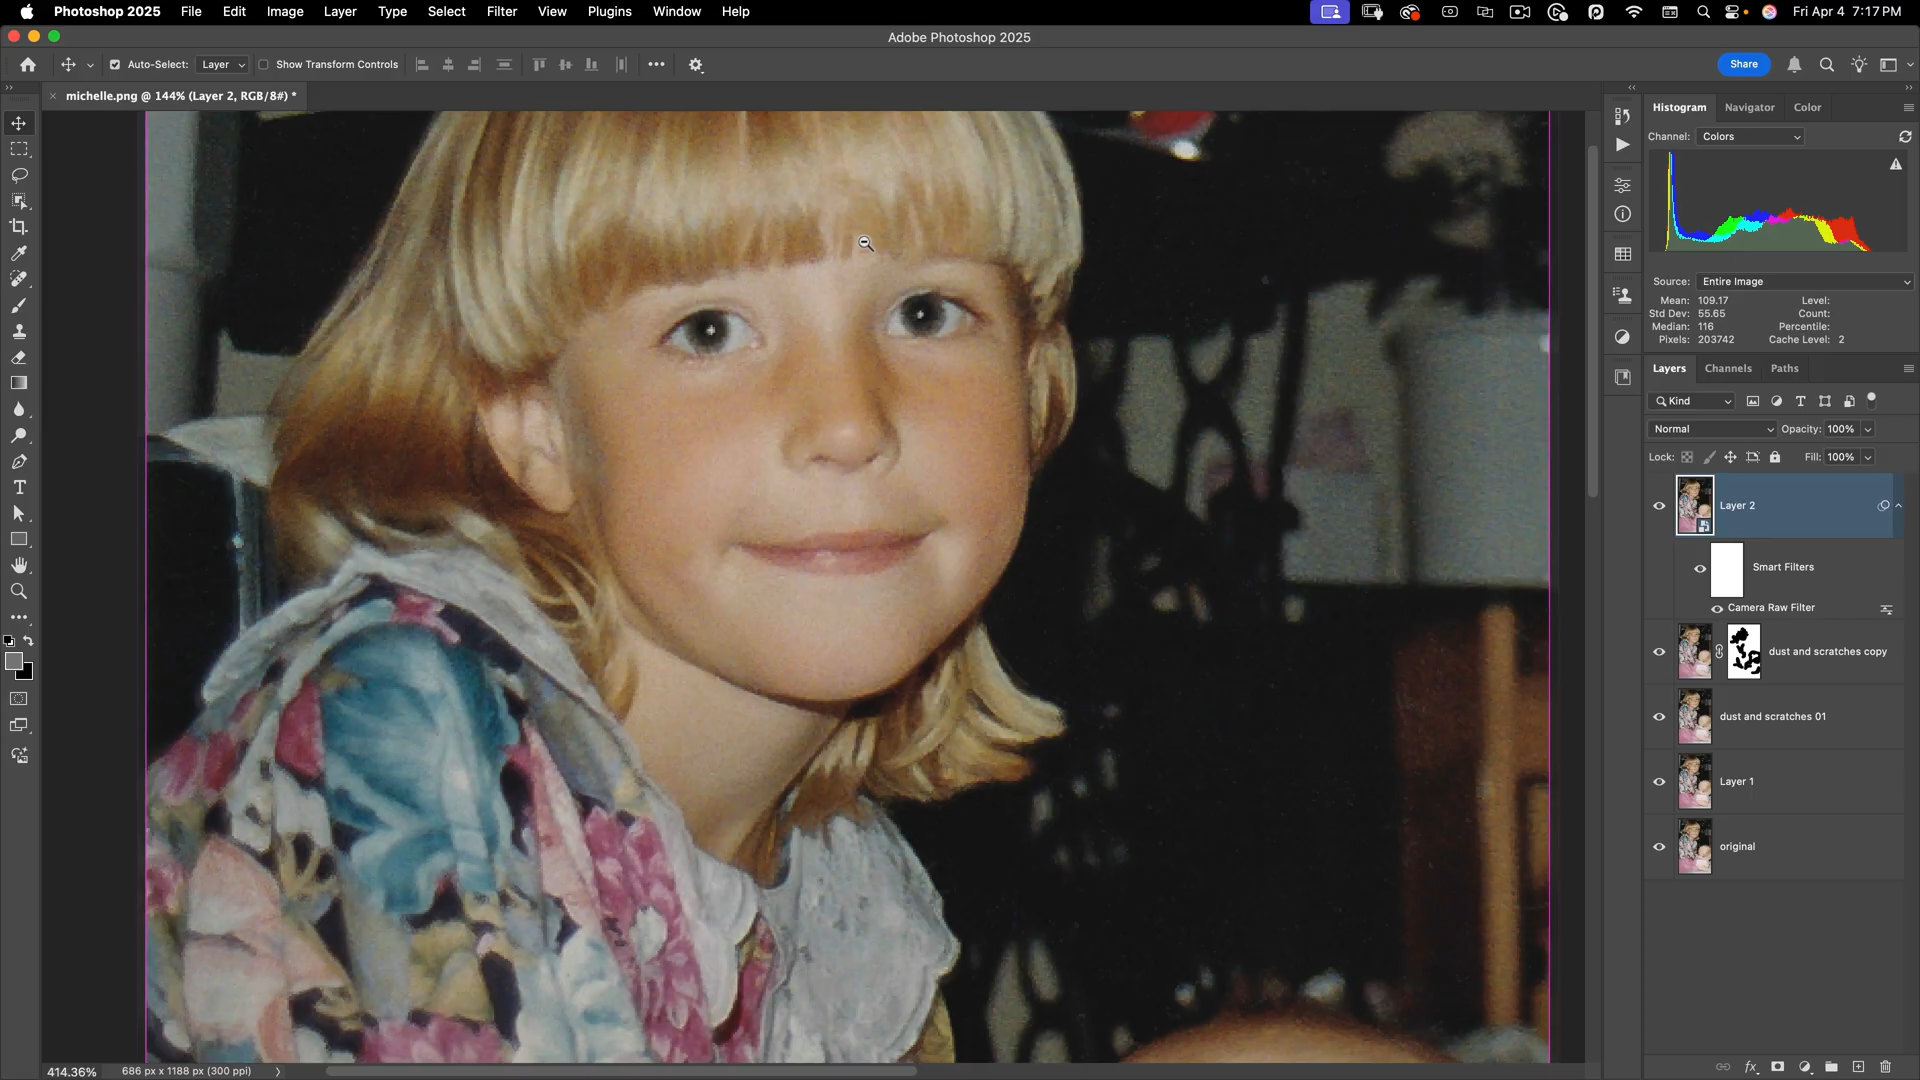 Photoshop 2025 File Edit Image Layer Type Select Filter View Plugins Window Help Fri Apr 4 7:17 PM
Adobe Photoshop 2025
Auto-Select: Layer Show Transform Controls Share
michelle.png @ 144% (Layer 2, RGB/8#) *
Histogram Navigator Color
Channel: Colors
Source: Entire Image
Mean: 109.17 Level:
Std Dev: 55.65 Count:
Median: 116 Percentile:
Pixels: 203742 Cache Level: 2
Layers Channels Paths
Kind
Normal Opacity: 100%
Lock: Fill: 100%
Layer 2
Smart Filters
Camera Raw Filter
dust and scratches copy
dust and scratches 01
Layer 1
original
414.36% 686 px x 1188 px (300 ppi)